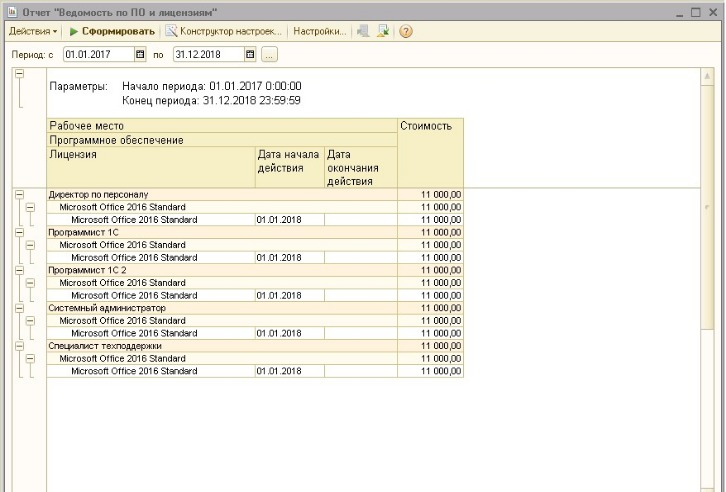 Отчет "Ведомость по ПО и лицензиям"
Действия Сформировать Конструктор настроек... Настройки...
Период: с 01.01.2017 по 31.12.2018 ...
Параметры: Начало периода: 01.01.2017 0:00:00
Конец периода: 31.12.2018 23:59:59
Рабочее место Стоимость
Программное обеспечение
Лицензия Дата начала Дата
действия окончания
действия
Директор по персоналу 11 000,00
Microsoft Office 2016 Standard 11 000,00
Microsoft Office 2016 Standard 01.01.2018 11 000,00
Программист 1С 11 000,00
Microsoft Office 2016 Standard 11 000,00
Microsoft Office 2016 Standard 01.01.2018 11 000,00
Программист 1С 2 11 000,00
Microsoft Office 2016 Standard 11 000,00
Microsoft Office 2016 Standard 01.01.2018 11 000,00
Системный администратор 11 000,00
Microsoft Office 2016 Standard 11 000,00
Microsoft Office 2016 Standard 01.01.2018 11 000,00
Специалист техподдержки 11 000,00
Microsoft Office 2016 Standard 11 000,00
Microsoft Office 2016 Standard 01.01.2018 11 000,00